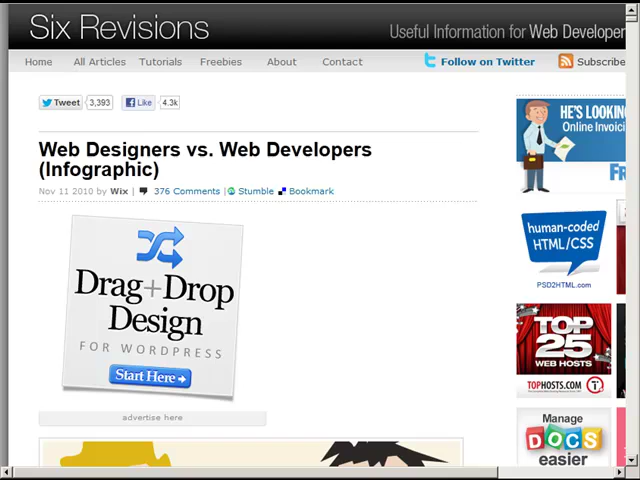 Six Revisions
Useful Information for Web Developer
Home All Articles Tutorials Freebies About Contact Follow on Twitter Subscribe
Tweet 3,393 Like 4.3k
HE'S LOOKIN
Online Invoici
Web Designers vs. Web Developers
(Infographic)
Nov 11 2010 by Wix | 376 Comments | Stumble Bookmark
human-coded
HTML/CSS
PSD2HTML.com
Drag+Drop
Design
FOR WORDPRESS
Start Here
TOP
25
WEB HOSTS
TOPHOSTS.COM
advertise here
Manage
DOCS
easier